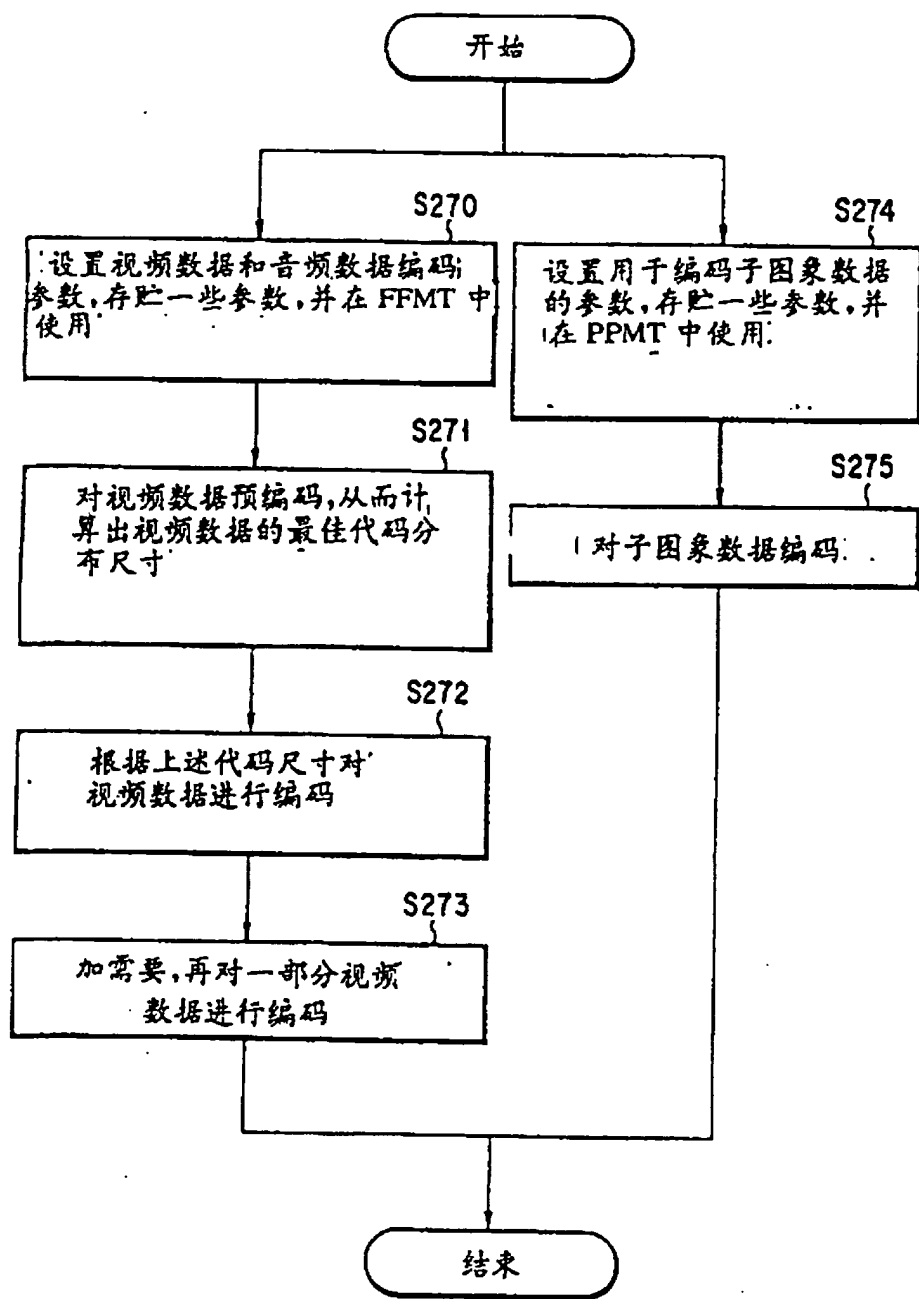 开始
S270
设置视频数据和音频数据编码
参数,存贮一些参数,并在 FFMT 中
使用
S274
设置用于编码子图象数据
的参数,存贮一些参数,并
在 PPMT 中使用
S271
对视频数据预编码,从而计
算出视频数据的最佳代码分
布尺寸
S275
对子图象数据编码
S272
根据上述代码尺寸对
视频数据进行编码
S273
加需要,再对一部分视频
数据进行编码
结束